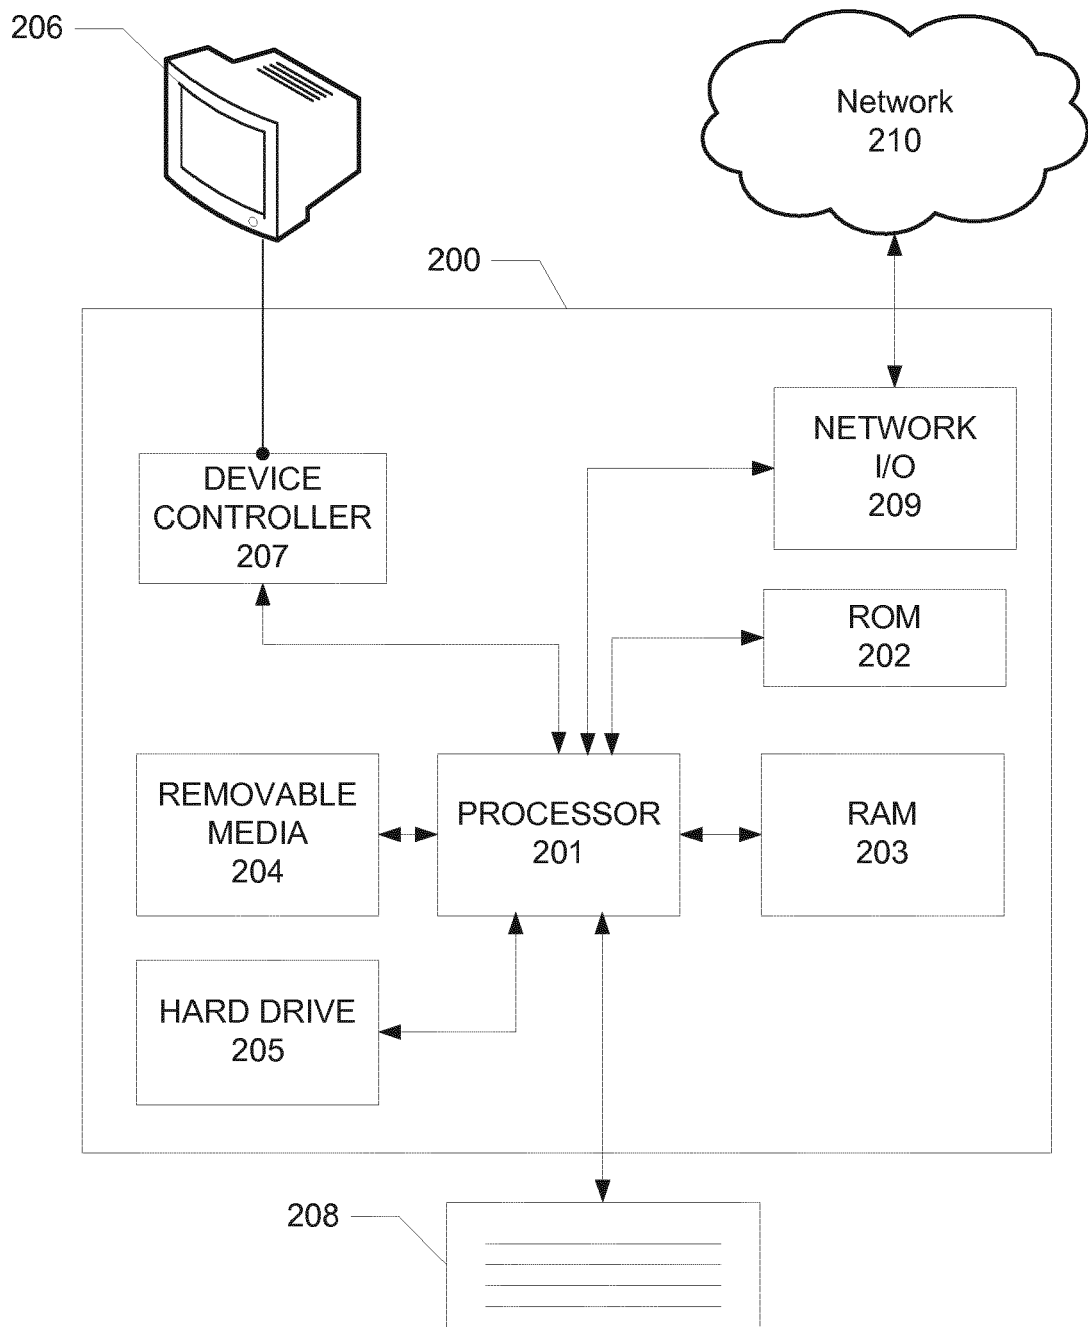 206
Network
210
200
NETWORK
I/O
209
DEVICE
CONTROLLER
207
ROM
202
REMOVABLE
MEDIA
204
PROCESSOR
201
RAM
203
HARD DRIVE
205
208